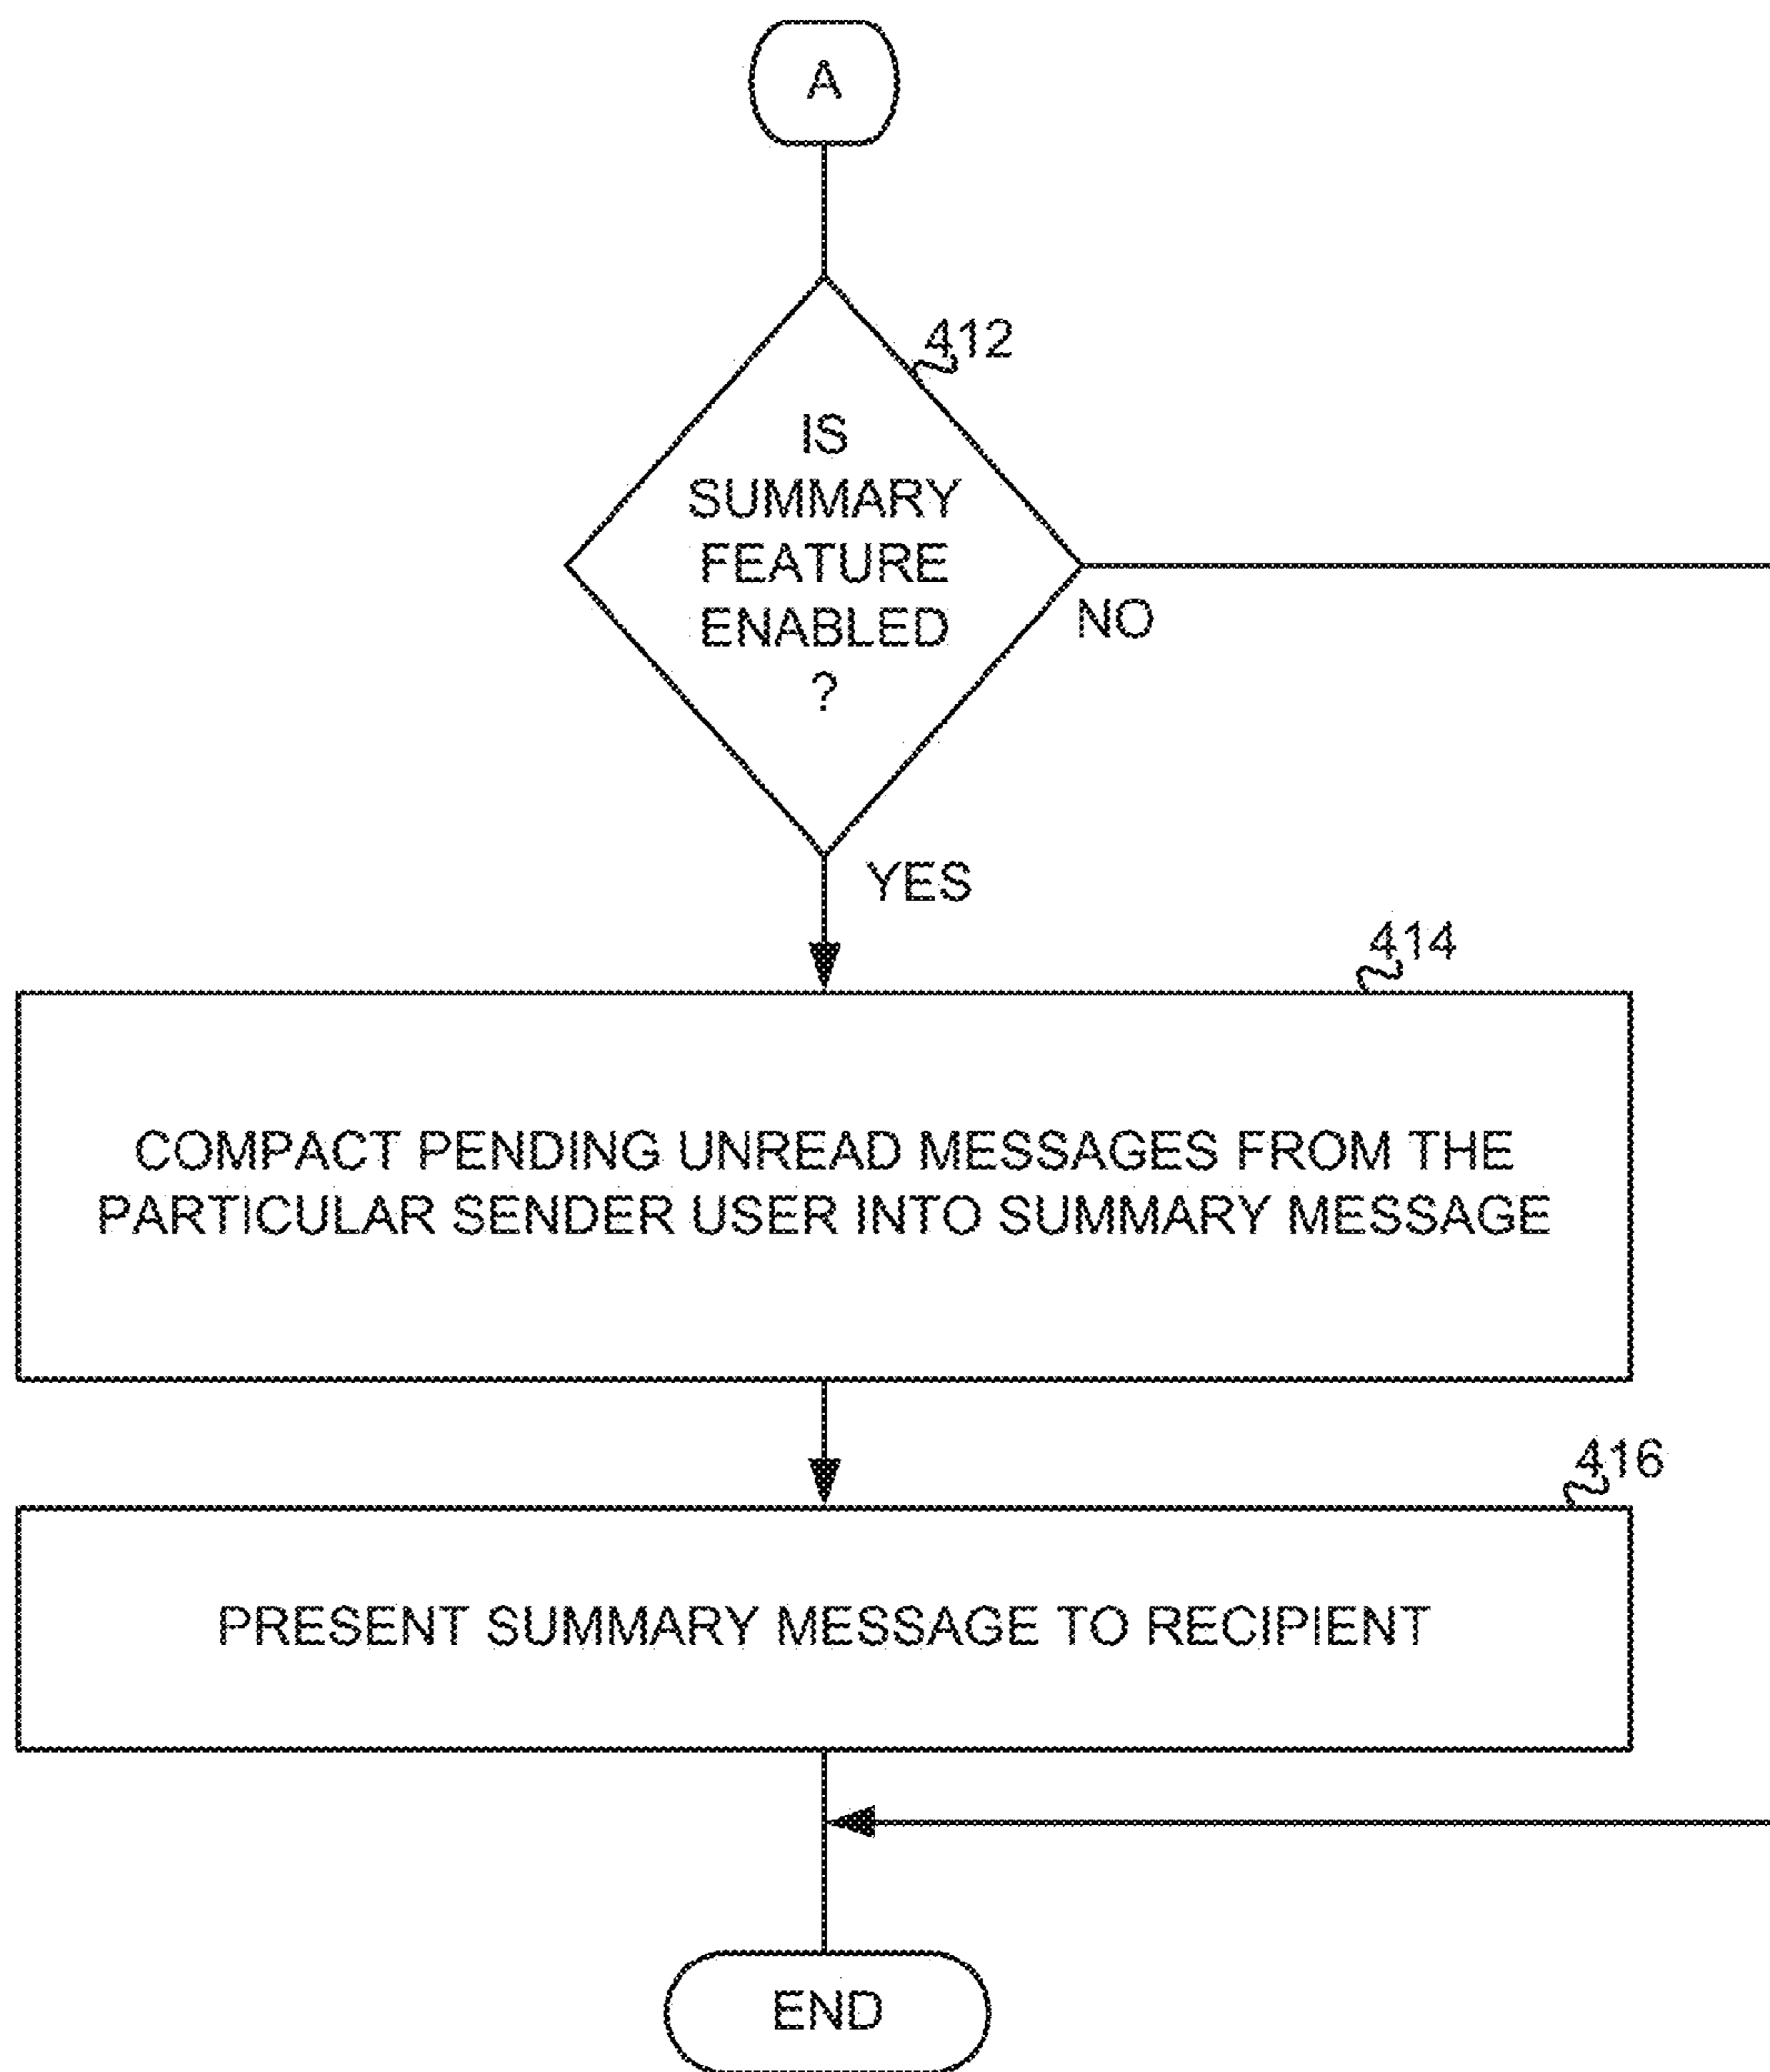 A
412
IS
SUMMARY
FEATURE
ENABLED
?
NO
YES
414
COMPACT PENDING UNREAD MESSAGES FROM THE
PARTICULAR SENDER USER INTO SUMMARY MESSAGE
416
PRESENT SUMMARY MESSAGE TO RECIPIENT
END